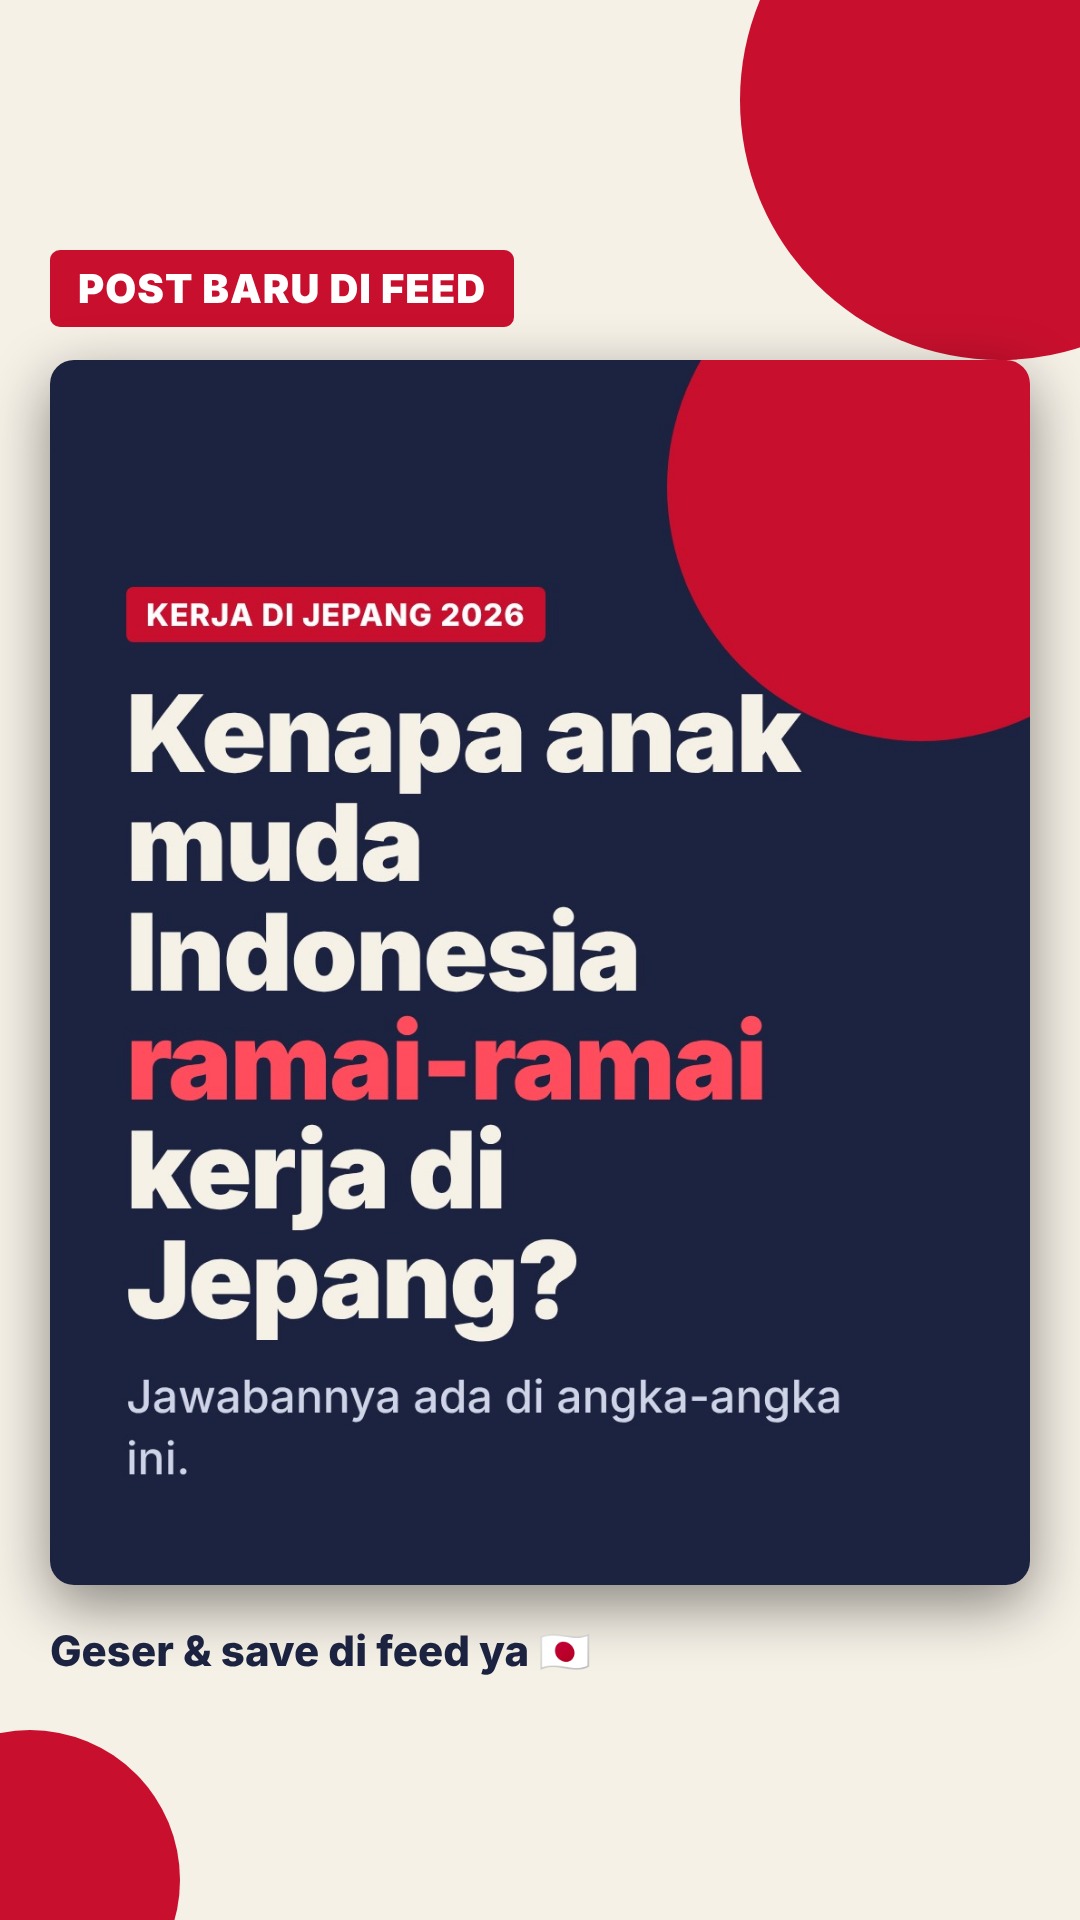 POST BARU DI FEED
KERJA DI JEPANG 2026
Kenapa anak
muda
Indonesia
ramai-ramai
kerja di
Jepang?
Jawabannya ada di angka-angka
ini.
Geser & save di feed ya 🇯🇵